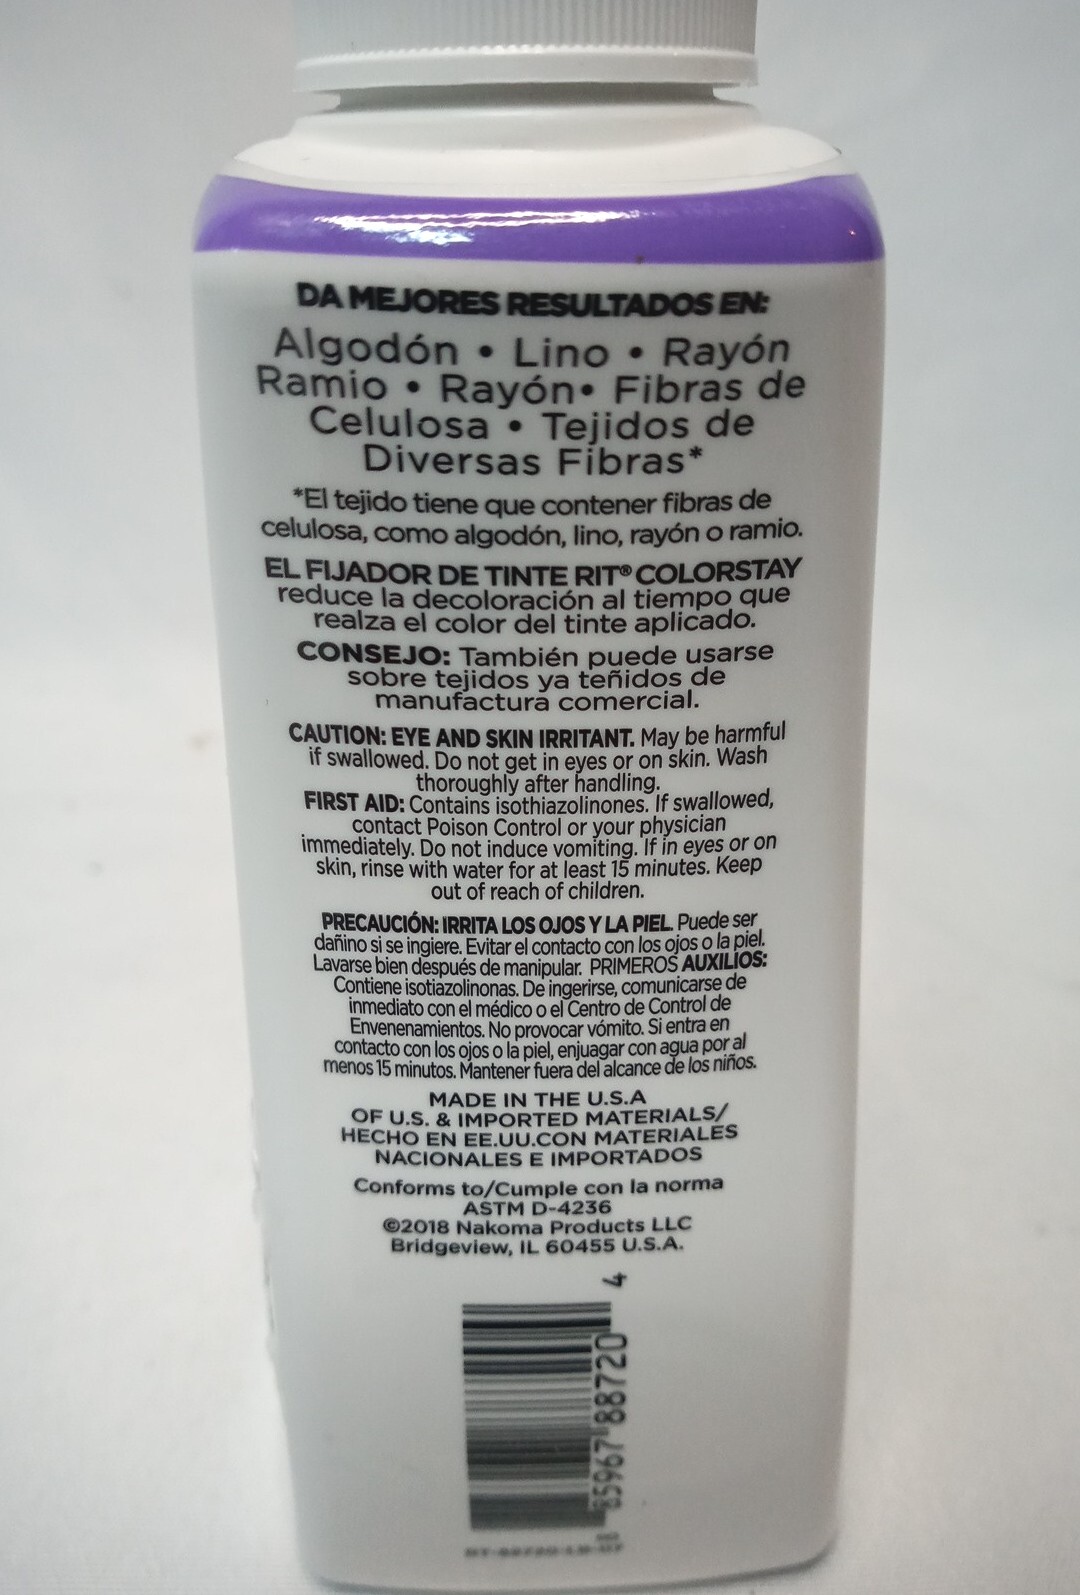 DA MEJORES RESULTADOS EN:
Algodón • Lino • Rayón
Ramio • Rayón• Fibras de
Celulosa • Tejidos de
Diversas Fibras*
*El tejido tiene que contener fibras de
celulosa, como algodón, lino, rayón o ramio.
EL FIJADOR DE TINTE RIT® COLORSTAY
reduce la decoloración al tiempo que
realza el color del tinte aplicado.
CONSEJO: También puede usarse
sobre tejidos ya teñidos de
manufactura comercial.
CAUTION: EYE AND SKIN IRRITANT. May be harmful
if swallowed. Do not get in eyes or on skin. Wash
thoroughly after handling.
FIRST AID: Contains isothiazolinones. If swallowed,
contact Poison Control or your physician
immediately. Do not induce vomiting. If in eyes or on
skin, rinse with water for at least 15 minutes. Keep
out of reach of children.
PRECAUCIÓN: IRRITA LOS OJOS Y LA PIEL. Puede ser
dañino si se ingiere. Evitar el contacto con los ojos o la piel.
Lavarse bien después de manipular. PRIMEROS AUXILIOS:
Contiene isotiazolinonas. De ingerirse, comunicarse de
inmediato con el médico o el Centro de Control de
Envenenamientos. No provocar vómito. Si entra en
contacto con los ojos o la piel, enjuagar con agua por al
menos 15 minutos. Mantener fuera del alcance de los niños.
MADE IN THE U.S.A
OF U.S. & IMPORTED MATERIALS/
HECHO EN EE.UU.CON MATERIALES
NACIONALES E IMPORTADOS
Conforms to/Cumple con la norma
ASTM D-4236
©2018 Nakoma Products LLC
Bridgeview, IL 60455 U.S.A.
85967 88720 4